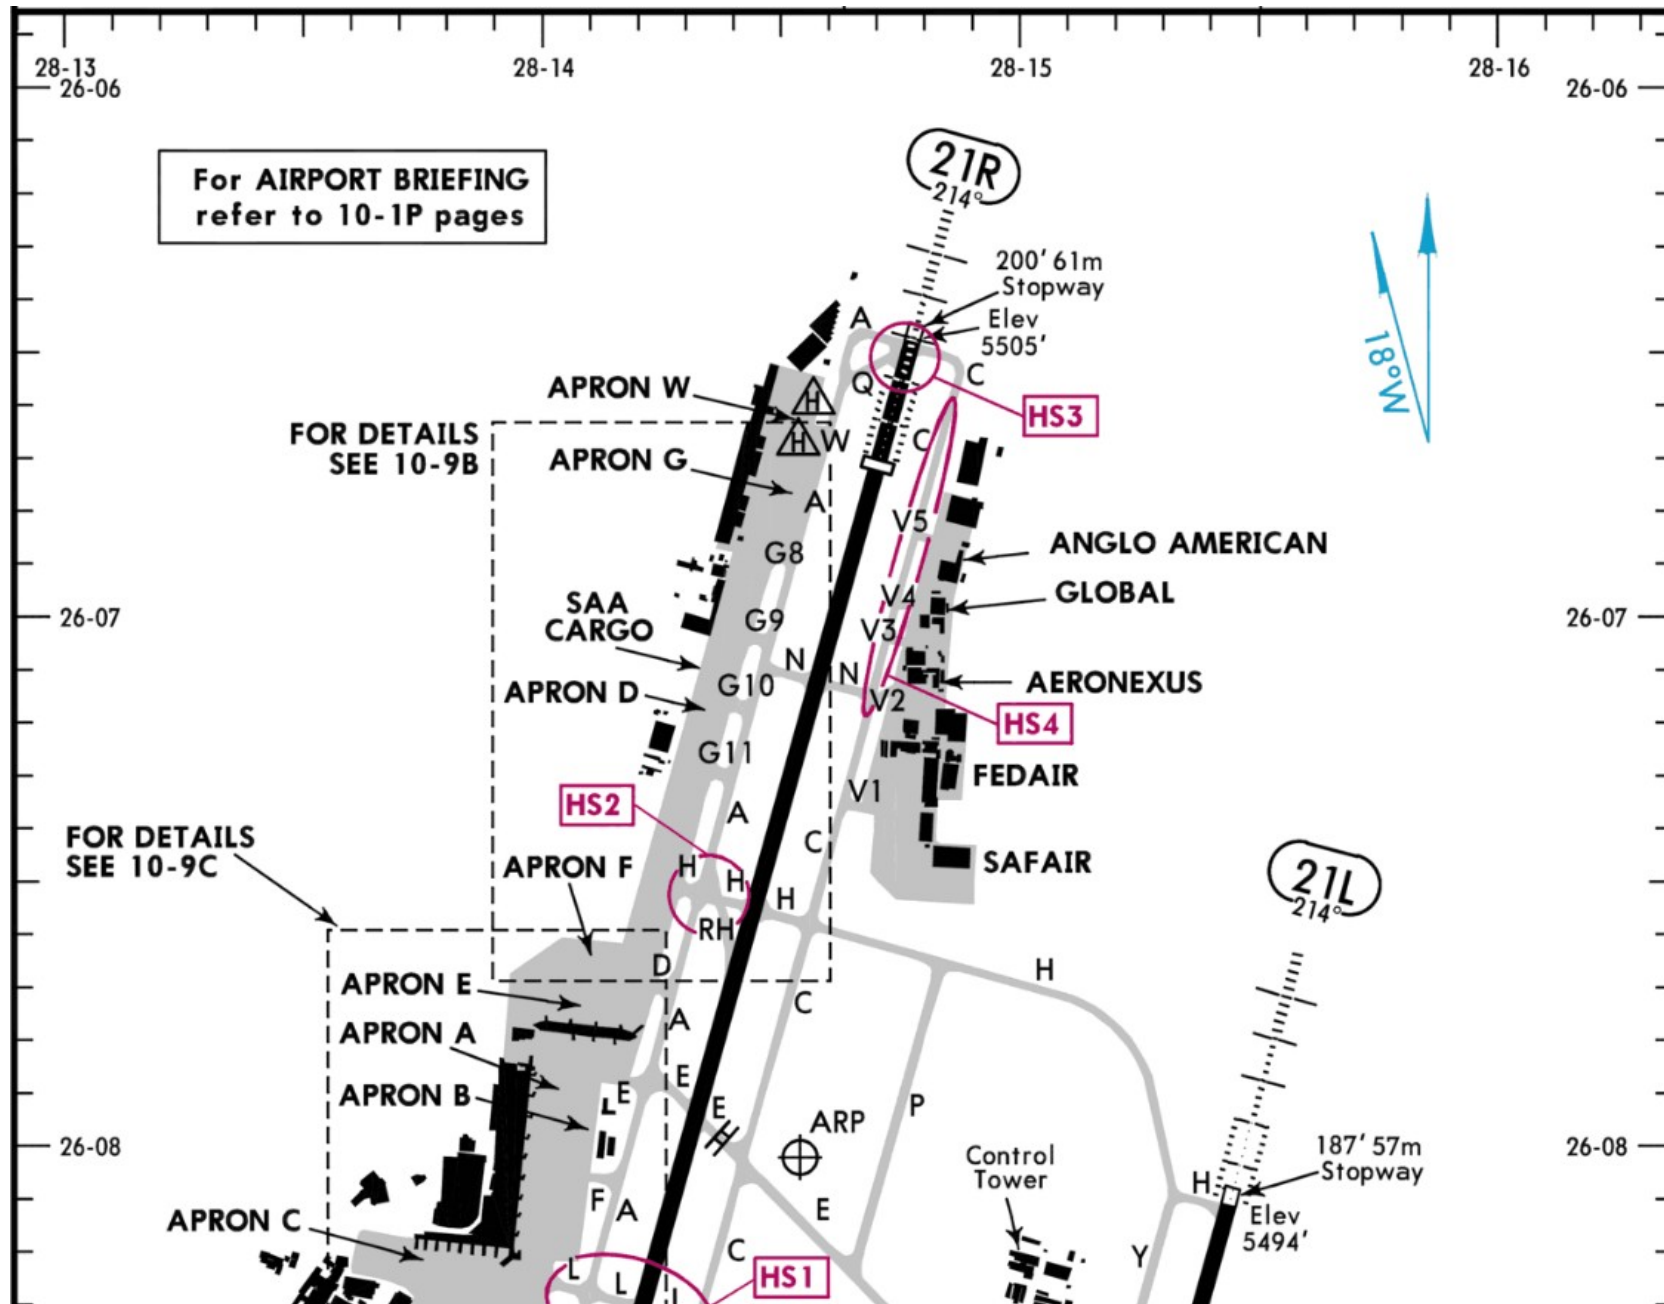 28-13
28-14
28-15
28-16
26-06
26-06
For AIRPORT BRIEFING
refer to 10-1P pages
21R
214°
200' 61m
Stopway
Elev
5505'
18°W
A
Q
C
HS3
APRON W
H
H
W
C
FOR DETAILS
SEE 10-9B
APRON G
A
V5
G8
ANGLO AMERICAN
V4
GLOBAL
26-07
SAA
CARGO
G9
V3
26-07
N
N
APRON D
G10
V2
AERONEXUS
HS4
G11
V1
FEDAIR
HS2
A
C
FOR DETAILS
SEE 10-9C
APRON F
H
H
H
SAFAIR
21L
214°
RH
D
H
APRON E
C
A
APRON A
E
APRON B
E
E
P
ARP
26-08
26-08
Control
Tower
187' 57m
Stopway
H
Elev
5494'
F
A
E
APRON C
C
Y
L
L
L
HS1